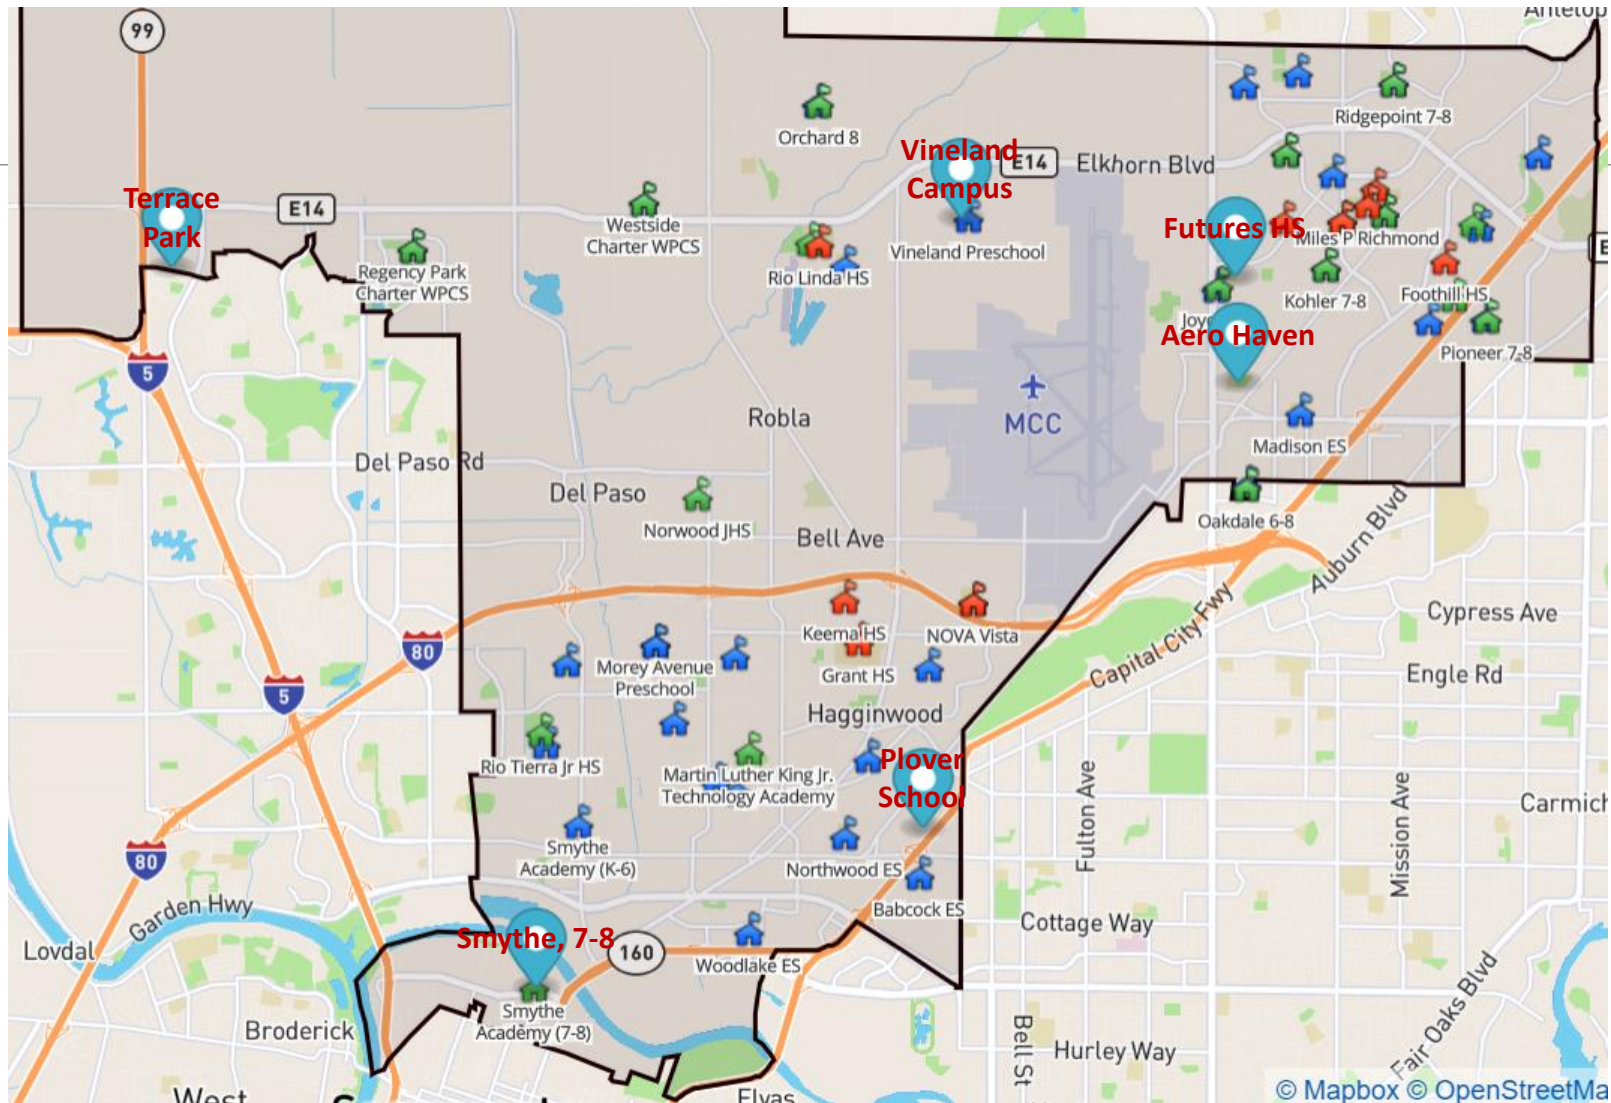 Antelop
99
Orchard 8
Ridgepoint 7-8
Vineland
Campus
E14
Elkhorn Blvd
Terrace
Park
E14
Westside
Charter WPCS
Vineland Preschool
Futures HS
Miles P Richmond
E
Regency Park
Charter WPCS
Rio Linda HS
Kohler 7-8
Foothill HS
Joyc
Aero Haven
Pioneer 7-8
5
MCC
Robla
Madison ES
Del Paso Rd
Del Paso
Norwood JHS
Bell Ave
Oakdale 6-8
Auburn Blvd
Capital City Fwy
Cypress Ave
Keema HS
NOVA Vista
80
Morey Avenue
Preschool
Grant HS
Engle Rd
5
Hagginwood
Rio Tierra Jr HS
Martin Luther King Jr.
Technology Academy
Plover
School
Fulton Ave
Mission Ave
Carmich
80
Smythe
Academy (K-6)
Northwood ES
Babcock ES
Garden Hwy
Cottage Way
Lovdal
Smythe, 7-8
160
Woodlake ES
Fair Oaks Blvd
Smythe
Academy (7-8)
Broderick
Bell St
Hurley Way
West
Elvas
© Mapbox © OpenStreetMa